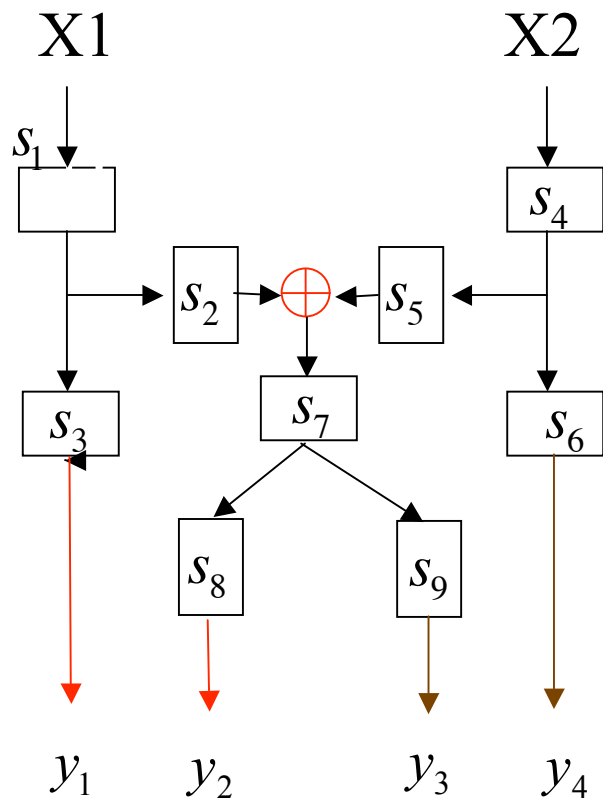 X1 X2
s₁
s₄
s₂ s₅
s₃ s₇ s₆
s₈ s₉
y₁ y₂ y₃ y₄